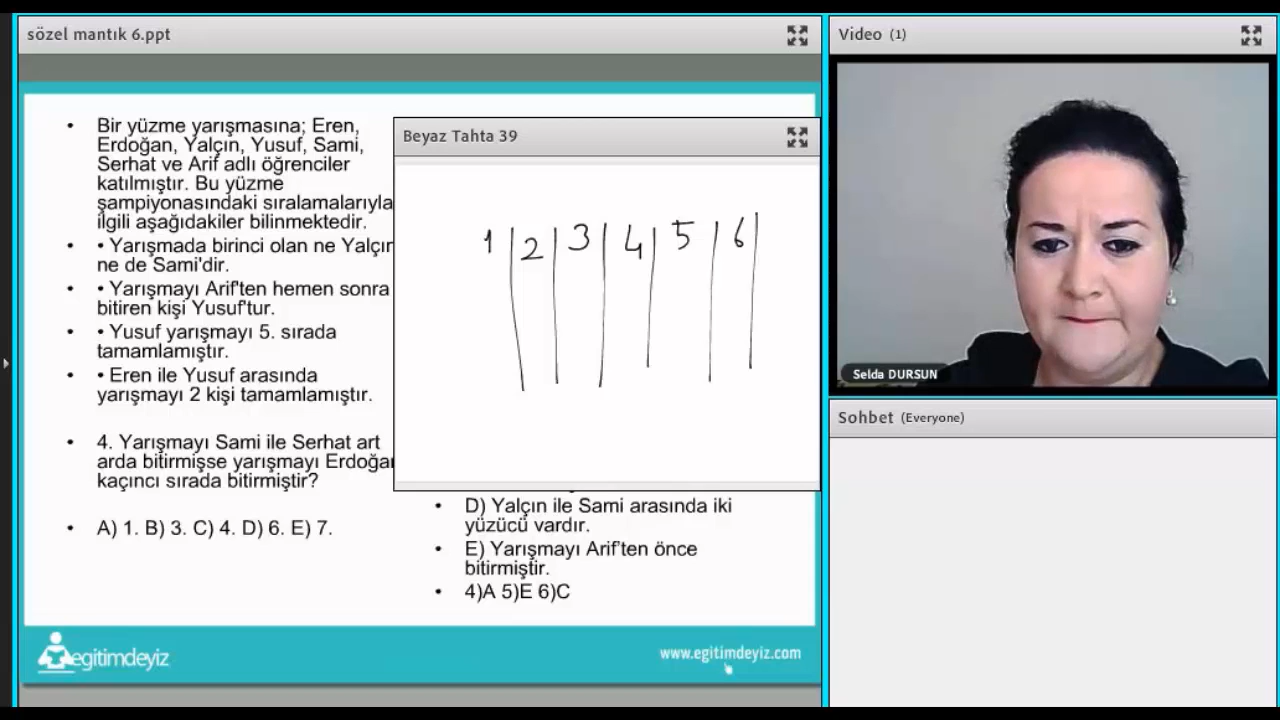 sözel mantık 6.ppt
Bir yüzme yarışmasına; Eren,
Erdoğan, Yalçın, Yusuf, Sami,
Serhat ve Arif adlı öğrenciler
katılmıştır. Bu yüzme
şampiyonasındaki sıralamalarıyla
ilgili aşağıdakiler bilinmektedir.
• Yarışmada birinci olan ne Yalçın
ne de Sami'dir.
• Yarışmayı Arif'ten hemen sonra
bitiren kişi Yusuf'tur.
• Yusuf yarışmayı 5. sırada
tamamlamıştır.
• Eren ile Yusuf arasında
yarışmayı 2 kişi tamamlamıştır.
4. Yarışmayı Sami ile Serhat art
arda bitirmişse yarışmayı Erdoğan
kaçıncı sırada bitirmiştir?
A) 1. B) 3. C) 4. D) 6. E) 7.
Beyaz Tahta 39
1 2 3 4 5 6
D) Yalçın ile Sami arasında iki
yüzücü vardır.
E) Yarışmayı Arif'ten önce
bitirmiştir.
4)A 5)E 6)C
egitimdeyiz
www.egitimdeyiz.com
Video (1)
Selda DURSUN
Sohbet (Everyone)